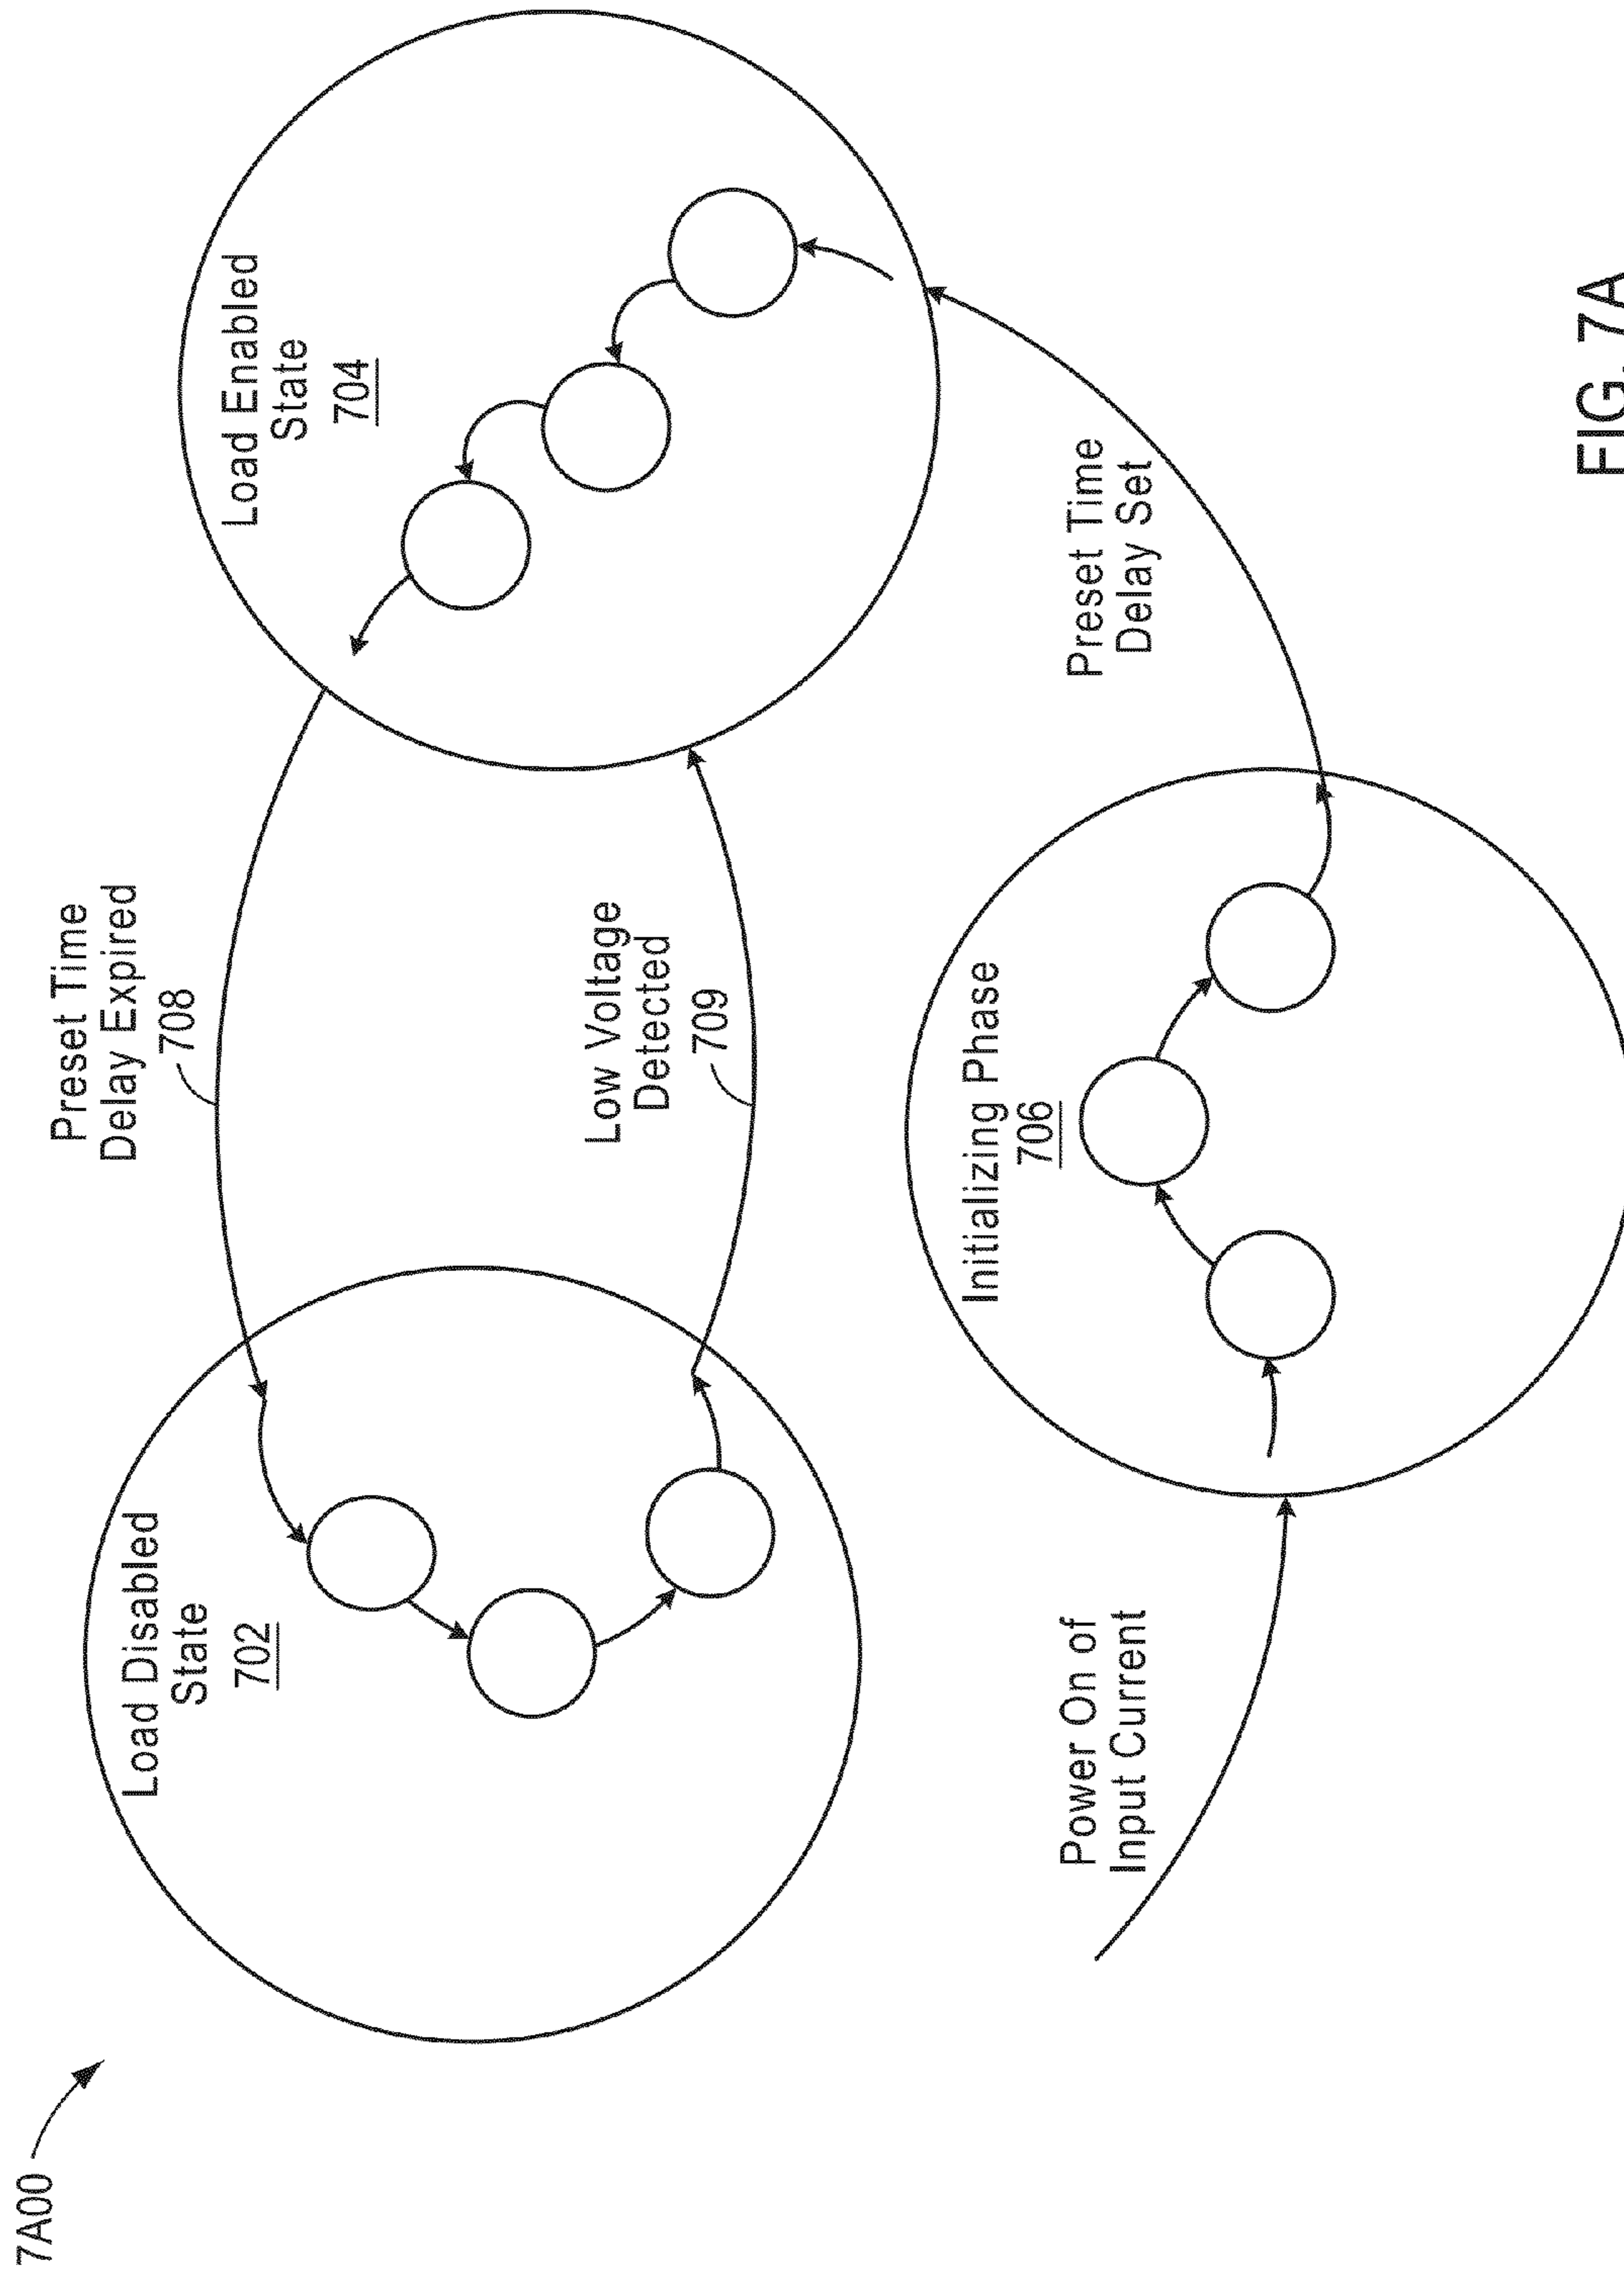 7A00
Preset Time
Delay Expired
708
Load Disabled
State
702
Load Enabled
State
704
Low Voltage
Detected
709
Initializing Phase
706
Power On of
Input Current
Preset Time
Delay Set
FIG. 7A